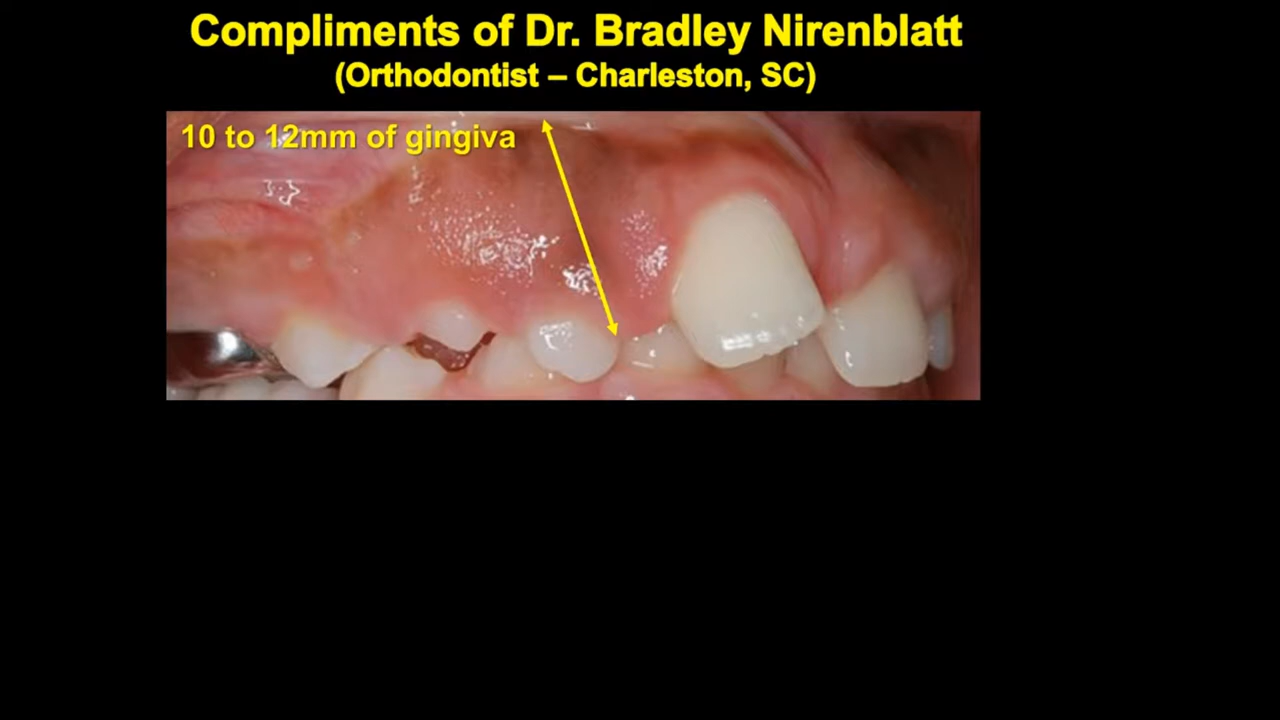 Compliments of Dr. Bradley Nirenblatt
(Orthodontist – Charleston, SC)
10 to 12mm of gingiva